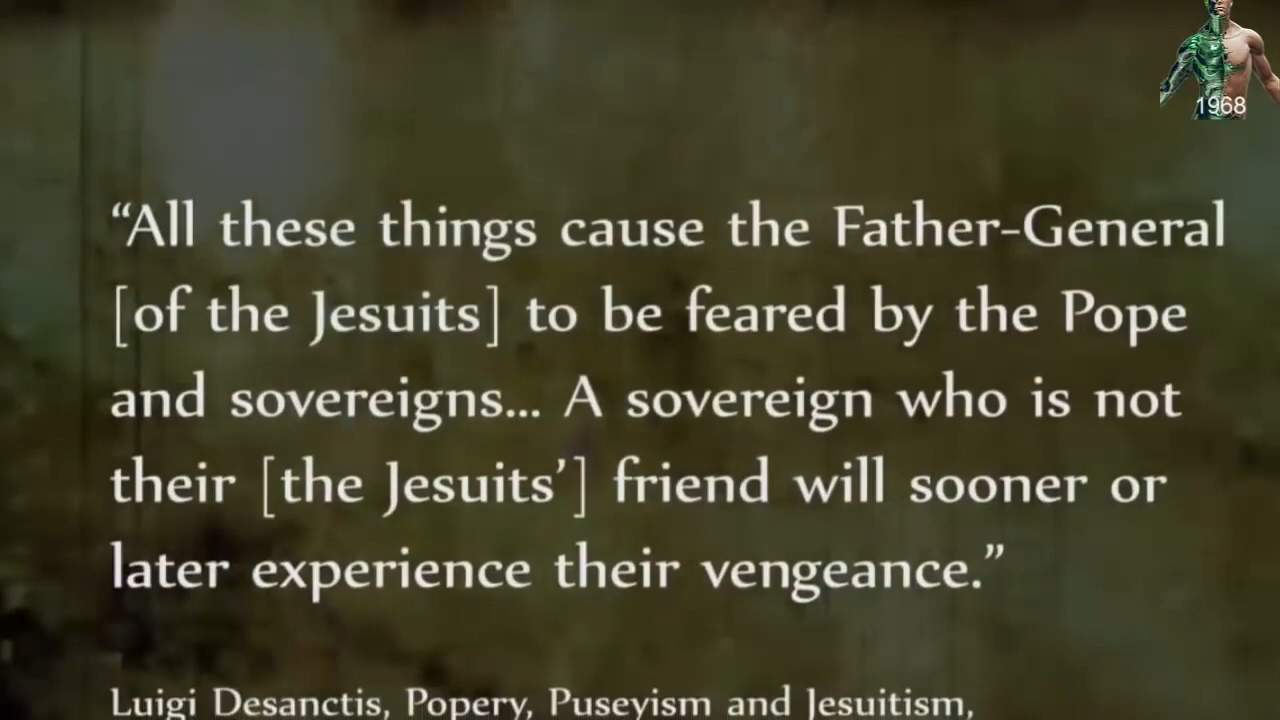 1968
“All these things cause the Father-General
[of the Jesuits] to be feared by the Pope
and sovereigns... A sovereign who is not
their [the Jesuits’] friend will sooner or
later experience their vengeance.”
Luigi Desanctis, Popery, Puseyism and Jesuitism,